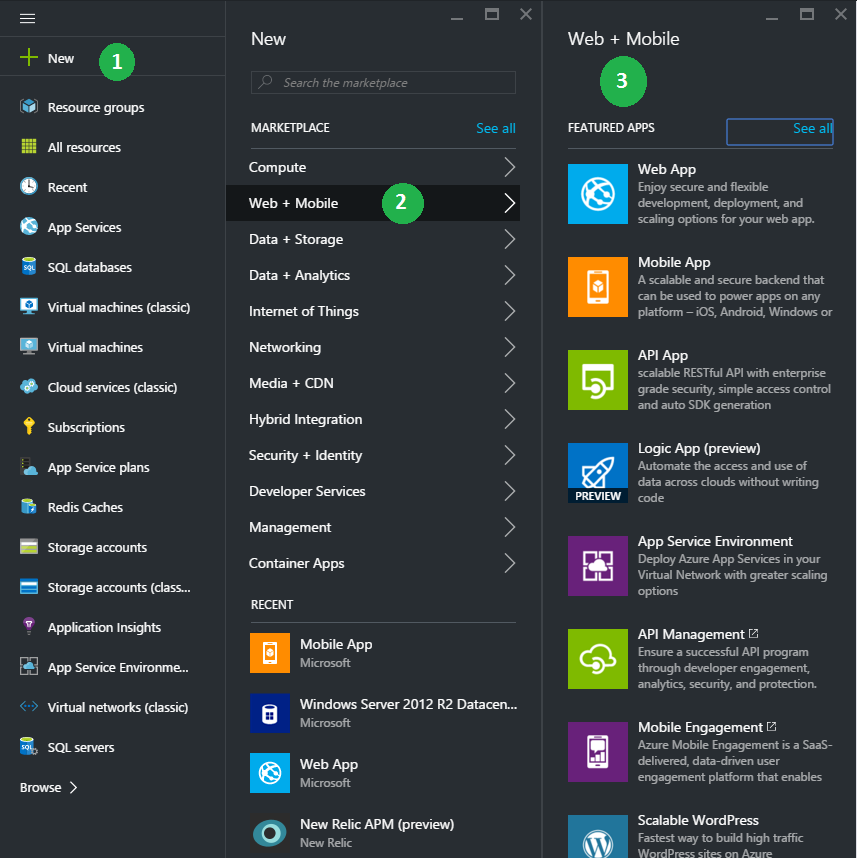 New
1
Resource groups
All resources
Recent
App Services
SQL databases
Virtual machines (classic)
Virtual machines
Cloud services (classic)
Subscriptions
App Service plans
Redis Caches
Storage accounts
Storage accounts (class...
Application Insights
App Service Environme...
Virtual networks (classic)
SQL servers
Browse
New
Search the marketplace
MARKETPLACE
See all
Compute
Web + Mobile
2
Data + Storage
Data + Analytics
Internet of Things
Networking
Media + CDN
Hybrid Integration
Security + Identity
Developer Services
Management
Container Apps
RECENT
Mobile App
Microsoft
Windows Server 2012 R2 Datacen...
Microsoft
Web App
Microsoft
New Relic APM (preview)
New Relic
Web + Mobile
3
FEATURED APPS
See all
Web App
Enjoy secure and flexible
development, deployment, and
scaling options for your web app.
Mobile App
A scalable and secure backend that
can be used to power apps on any
platform – iOS, Android, Windows or
API App
scalable RESTful API with enterprise
grade security, simple access control
and auto SDK generation
PREVIEW
Logic App (preview)
Automate the access and use of
data across clouds without writing
code
App Service Environment
Deploy Azure App Services in your
Virtual Network with greater scaling
options
API Management
Ensure a successful API program
through developer engagement,
analytics, security, and protection.
Mobile Engagement
Azure Mobile Engagement is a SaaS-
delivered, data-driven user
engagement platform that enables
Scalable WordPress
Fastest way to build high traffic
WordPress sites on Azure